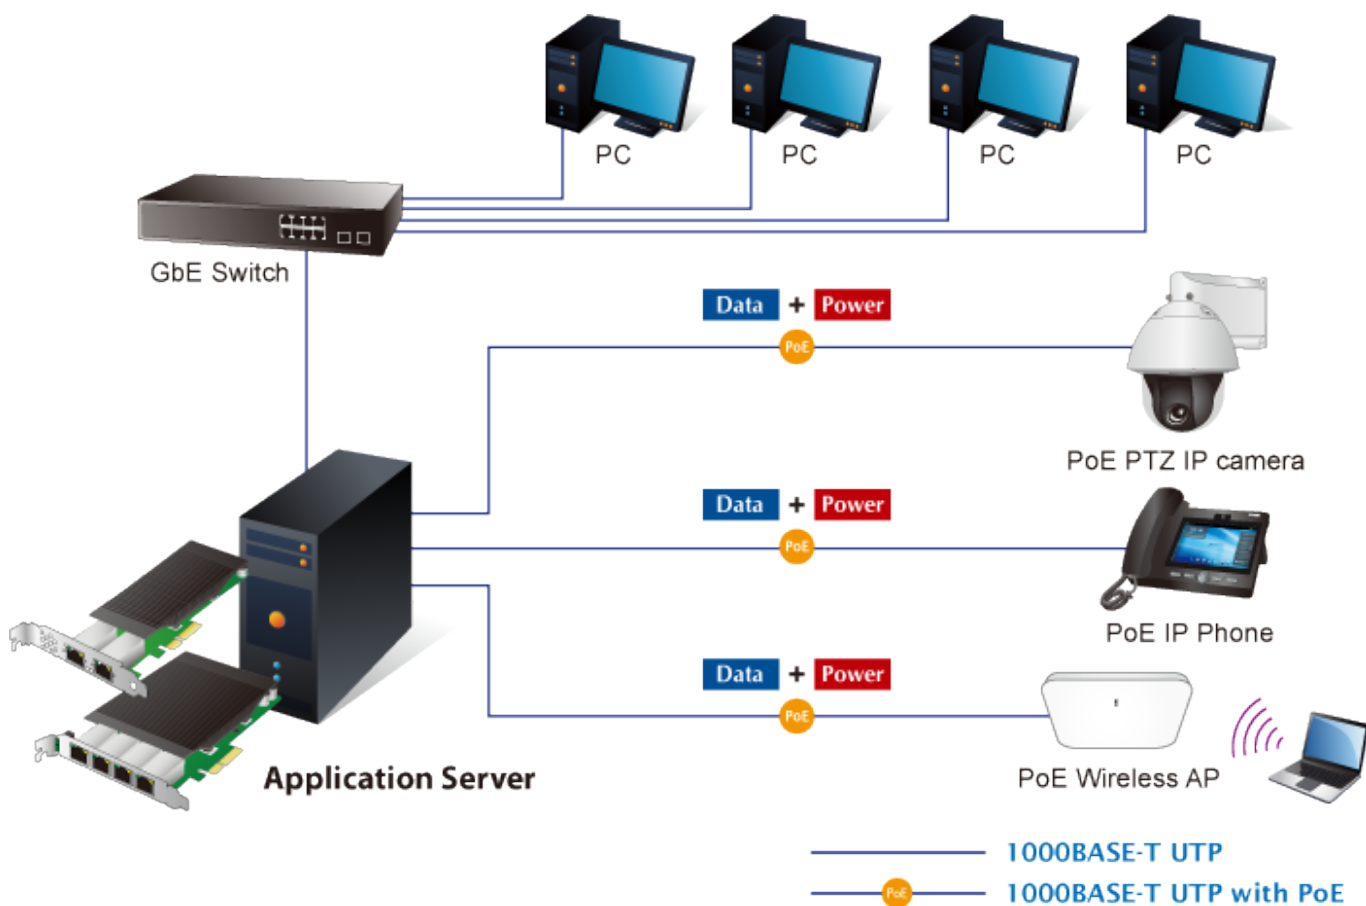 PC
PC
PC
PC
GbE Switch
Data + Power
PoE
PoE PTZ IP camera
Data + Power
PoE
PoE IP Phone
Data + Power
PoE
PoE Wireless AP
Application Server
1000BASE-T UTP
PoE
1000BASE-T UTP with PoE